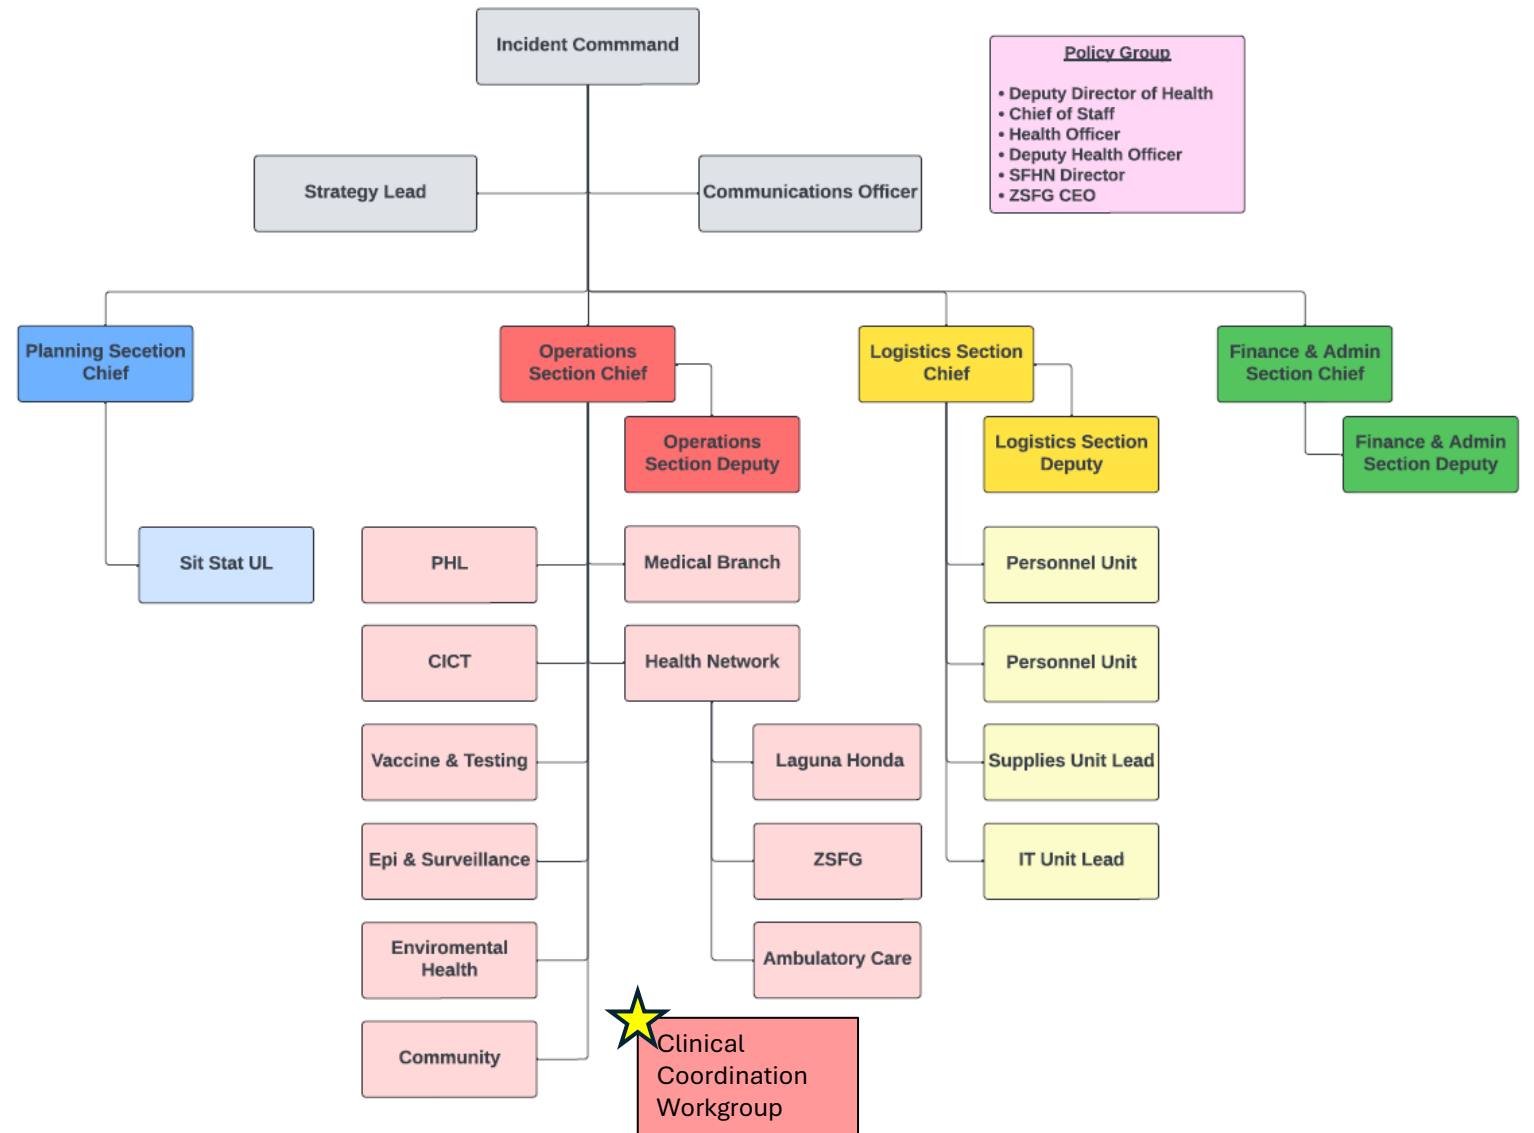 Incident Commmand
Policy Group
• Deputy Director of Health
• Chief of Staff
• Health Officer
• Deputy Health Officer
• SFHN Director
• ZSFG CEO
Strategy Lead
Communications Officer
Planning Secetion
Chief
Operations
Section Chief
Logistics Section
Chief
Finance & Admin
Section Chief
Operations
Section Deputy
Logistics Section
Deputy
Finance & Admin
Section Deputy
Sit Stat UL
PHL
Medical Branch
Personnel Unit
CICT
Health Network
Personnel Unit
Vaccine & Testing
Laguna Honda
Supplies Unit Lead
Epi & Surveillance
ZSFG
IT Unit Lead
Enviromental
Health
Ambulatory Care
Community
Clinical
Coordination
Workgroup